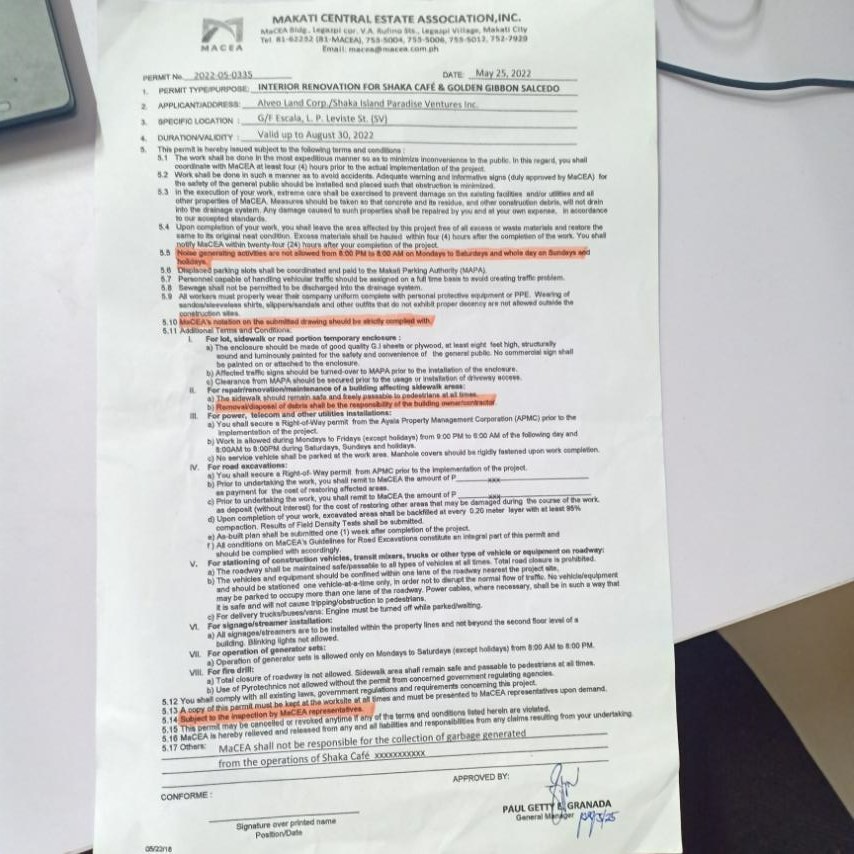 MAKATI CENTRAL ESTATE ASSOCIATION, INC.
MaCEA Bldg., Legazpi cor. V.A. Rufino Sts., Legaspi Village, Makati City
Tel. 81-62252 (81-MACEA), 755-5004, 755-5006, 755-5013, 752-7929
Email: macea@macea.com.ph
MACEA
PERMIT No. 2022-05-0335 DATE: May 25, 2022
1. PERMIT TYPE/PURPOSE: INTERIOR RENOVATION FOR SHAKA CAFÉ & GOLDEN GIBBON SALCEDO
2. APPLICANT/ADDRESS: Alveo Land Corp./Shaka Island Paradise Ventures Inc.
3. SPECIFIC LOCATION : G/F Escala, L. P. Leviste St. (SV)
4. DURATION/VALIDITY : Valid up to August 30, 2022
5. This permit is hereby issued subject to the following terms and conditions :
5.1 The work shall be done in the most expeditious manner so as to minimize inconvenience to the public. In this regard, you shall
coordinate with MaCEA at least four (4) hours prior to the actual implementation of the project.
5.2 Work shall be done in such a manner as to avoid accidents. Adequate warning and informative signs (duly approved by MaCEA) for
the safety of the general public should be installed and placed such that obstruction is minimized.
5.3 In the execution of your work, extreme care shall be exercised to prevent damage on the existing facilities and/or utilities and all
other properties of MaCEA. Measures should be taken so that concrete and its residue, and other construction debris, will not drain
into the drainage system. Any damage caused to such properties shall be repaired by you and at your own expense, in accordance
to our accepted standards.
5.4 Upon completion of your work, you shall leave the area affected by this project free of all excess or waste materials and restore the
same to its original neat condition. Excess materials shall be hauled within four (4) hours after the completion of the work. You shall
notify MaCEA within twenty-four (24) hours after your completion of the project.
5.5 Noise generating activities are not allowed from 8:00 PM to 8:00 AM on Mondays to Saturdays and whole day on Sundays and
holidays.
5.6 Displaced parking slots shall be coordinated and paid to the Makati Parking Authority (MAPA).
5.7 Personnel capable of handling vehicular traffic should be assigned on a full time basis to avoid creating traffic problem.
5.8 Sewage shall not be permitted to be discharged into the drainage system.
5.9 All workers must properly wear their company uniform complete with personal protective equipment or PPE. Wearing of
sandos/sleeveless shirts, slippers/sandals and other outfits that do not exhibit proper decency are not allowed outside the
construction sites.
5.10 MaCEA's notation on the submitted drawing should be strictly complied with.
5.11 Additional Terms and Conditions:
I. For lot, sidewalk or road portion temporary enclosure :
a) The enclosure should be made of good quality G.I sheets or plywood, at least eight feet high, structurally
sound and luminously painted for the safety and convenience of the general public. No commercial sign shall
be painted on or attached to the enclosure.
b) Affected traffic signs should be turned-over to MAPA prior to the installation of the enclosure.
c) Clearance from MAPA should be secured prior to the usage or installation of driveway access.
II. For repair/renovation/maintenance of a building affecting sidewalk areas:
a) The sidewalk should remain safe and freely passable to pedestrians at all times.
b) Removal/disposal of debris shall be the responsibility of the building owner/contractor.
III. For power, telecom and other utilities installations:
a) You shall secure a Right-of-Way permit from the Ayala Property Management Corporation (APMC) prior to the
implementation of the project.
b) Work is allowed during Mondays to Fridays (except holidays) from 9:00 PM to 5:00 AM of the following day and
8:00AM to 8:00PM during Saturdays, Sundays and holidays.
c) No service vehicle shall be parked at the work area. Manhole covers should be rigidly fastened upon work completion.
IV. For road excavations:
a) You shall secure a Right-of- Way permit from APMC prior to the implementation of the project.
b) Prior to undertaking the work, you shall remit to MaCEA the amount of P xxx
as payment for the cost of restoring affected areas.
c) Prior to undertaking the work, you shall remit to MaCEA the amount of P xxx
as deposit (without interest) for the cost of restoring other areas that may be damaged during the course of the work.
d) Upon completion of your work, excavated areas shall be backfilled at every 0.20 meter layer with at least 95%
compaction. Results of Field Density Tests shall be submitted.
e) As-built plan shall be submitted one (1) week after completion of the project.
f) All conditions on MaCEA's Guidelines for Road Excavations constitute an integral part of this permit and
should be complied with accordingly.
V. For stationing of construction vehicles, transit mixers, trucks or other type of vehicle or equipment on roadway:
a) The roadway shall be maintained safe/passable to all types of vehicles at all times. Total road closure is prohibited.
b) The vehicles and equipment should be confined within one lane of the roadway nearest the project site,
and should be stationed one vehicle-at-a-time only, in order not to disrupt the normal flow of traffic. No vehicle/equipment
may be parked to occupy more than one lane of the roadway. Power cables, where necessary, shall be in such a way that
it is safe and will not cause tripping/obstruction to pedestrians.
c) For delivery trucks/buses/vans: Engine must be turned off while parked/waiting.
VI. For signage/streamer installation:
a) All signages/streamers are to be installed within the property lines and not beyond the second floor level of a
building. Blinking lights not allowed.
VII. For operation of generator sets:
a) Operation of generator sets is allowed only on Mondays to Saturdays (except holidays) from 8:00 AM to 8:00 PM.
VIII. For fire drill:
a) Total closure of roadway is not allowed. Sidewalk area shall remain safe and passable to pedestrians at all times.
b) Use of Pyrotechnics not allowed without the permit from concerned government regulating agencies.
5.12 You shall comply with all existing laws, government regulations and requirements concerning this project.
5.13 A copy of this permit must be kept at the worksite at all times and must be presented to MaCEA representatives upon demand.
5.14 Subject to the inspection by MaCEA representatives.
5.15 This permit may be cancelled or revoked anytime if any of the terms and conditions listed herein are violated.
5.16 MaCEA is hereby relieved and released from any and all liabilities and responsibilities from any claims resulting from your undertaking.
5.17 Others: MaCEA shall not be responsible for the collection of garbage generated
from the operations of Shaka Café xxxxxxxxxxx
APPROVED BY:
CONFORME :
PAUL GETTY GRANADA
General Manager
Signature over printed name
Position/Date
05/23/18